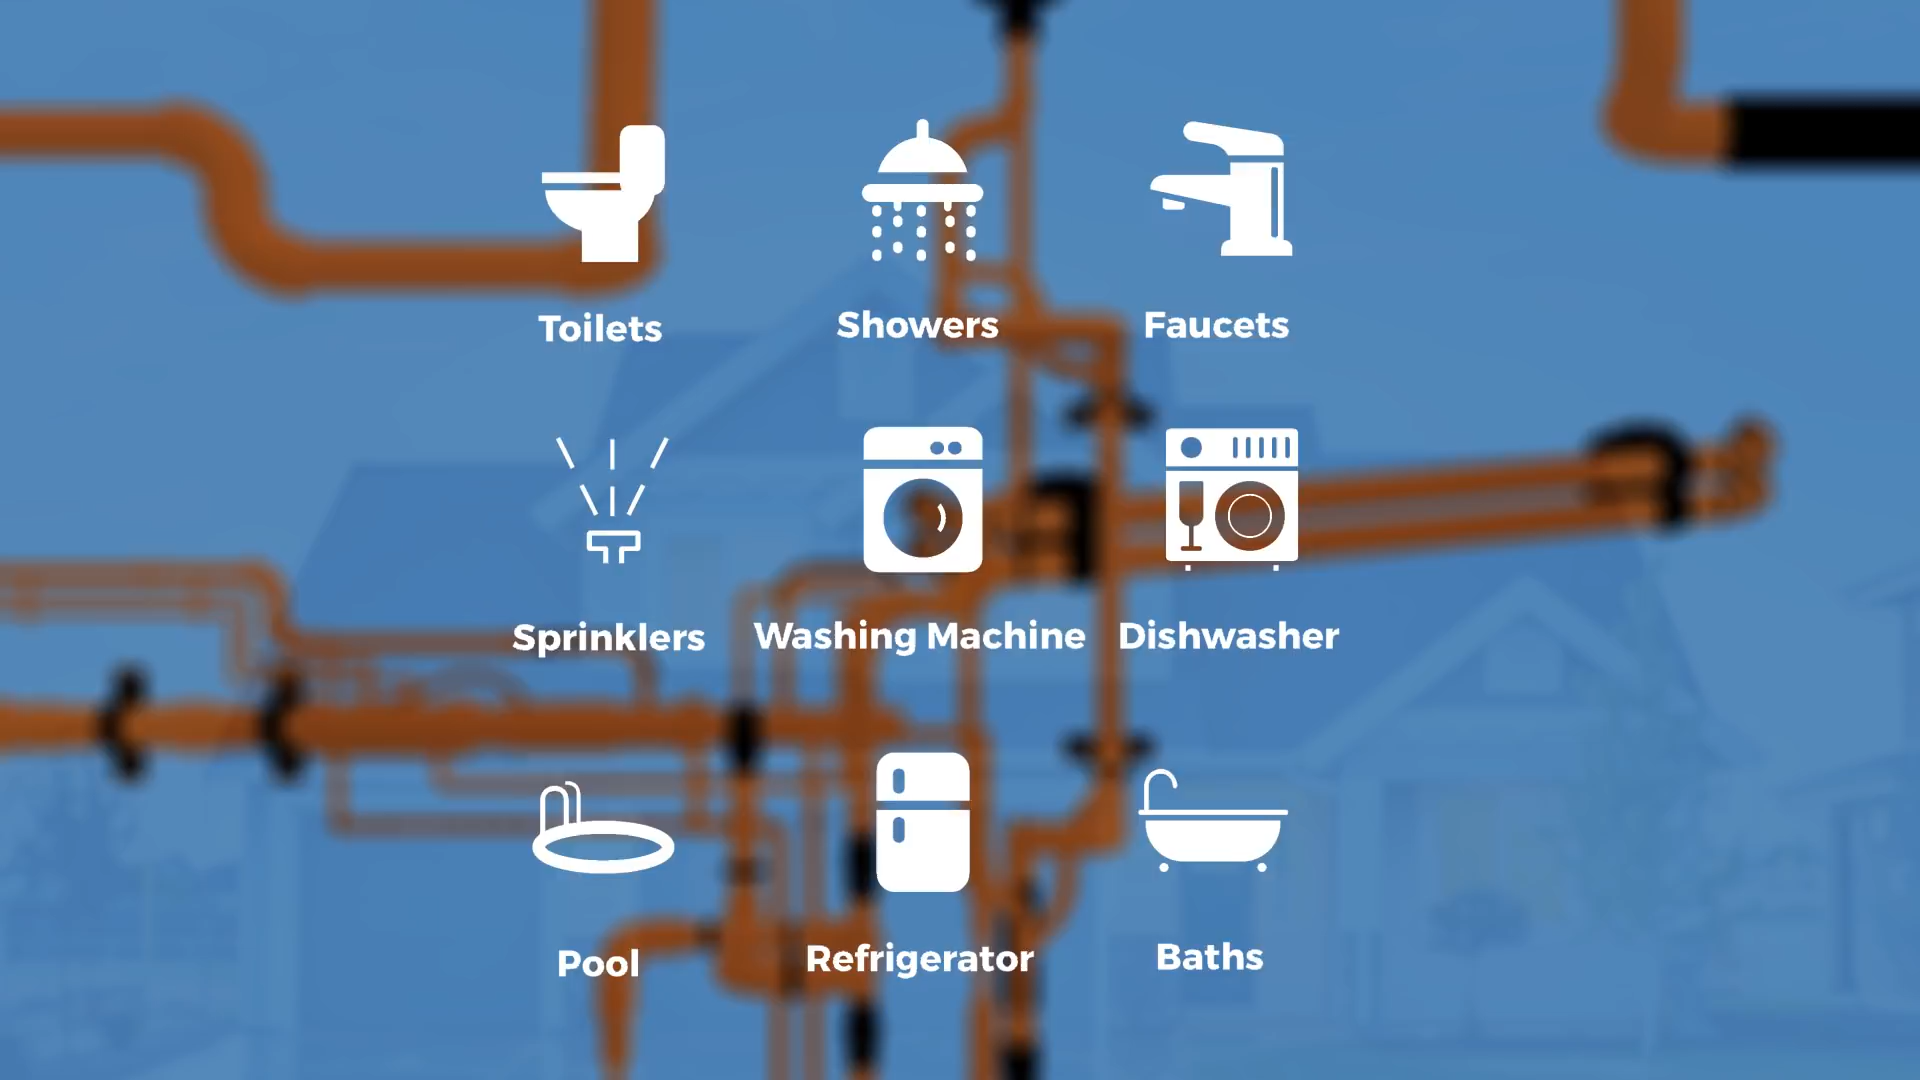 Toilets
Showers
Faucets
Sprinklers
Washing Machine
Dishwasher
Pool
Refrigerator
Baths